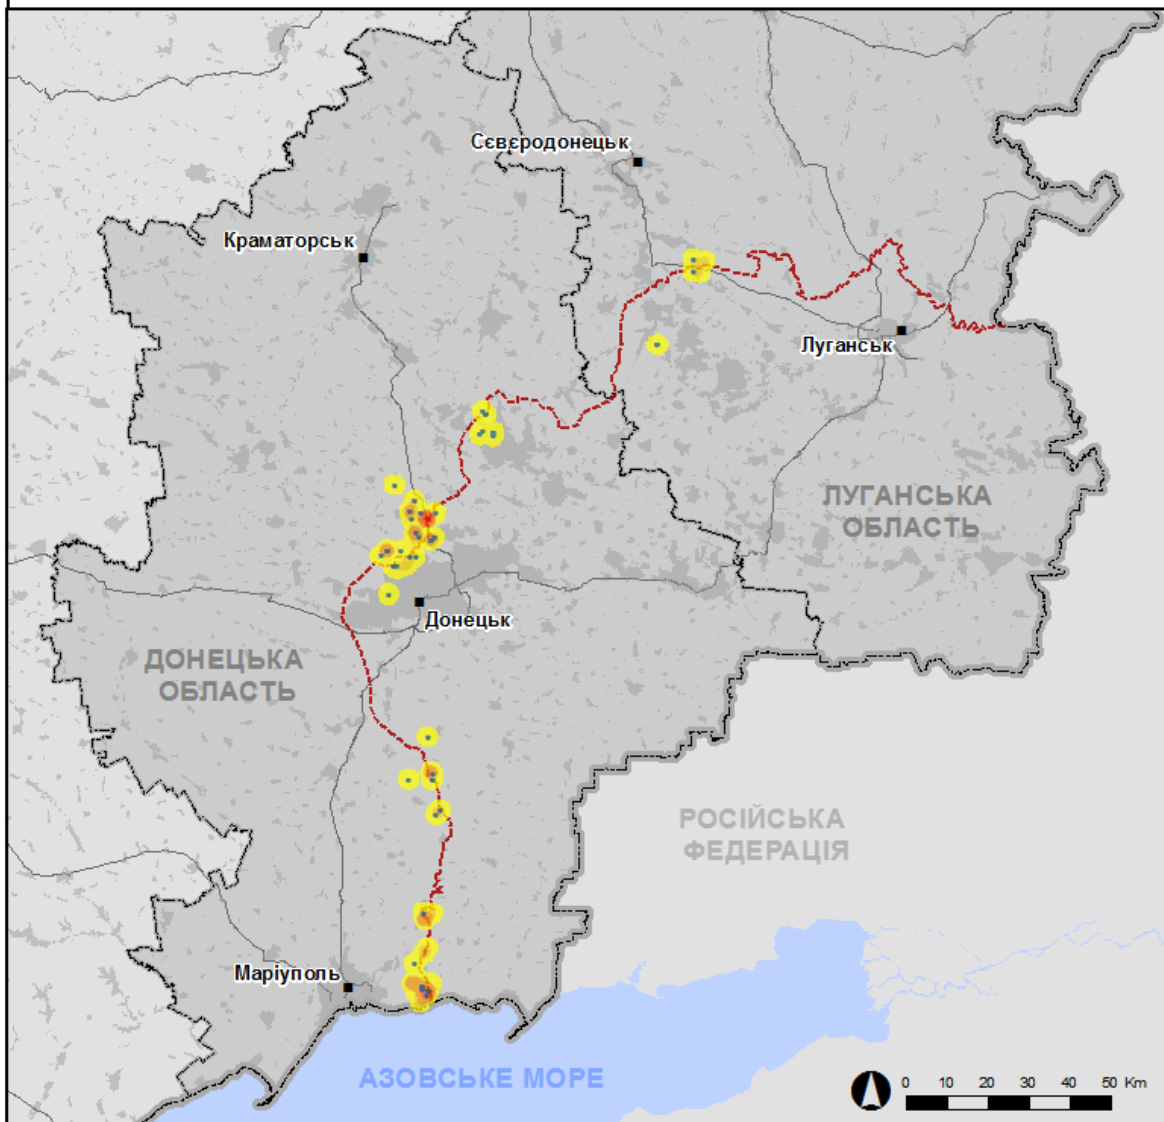 Сєвєродонецьк
Краматорськ
Луганськ
ЛУГАНСЬКА
ОБЛАСТЬ
Донецьк
ДОНЕЦЬКА
ОБЛАСТЬ
РОСІЙСЬКА
ФЕДЕРАЦІЯ
Маріуполь
АЗОВСЬКЕ МОРЕ
0 10 20 30 40 50 Km